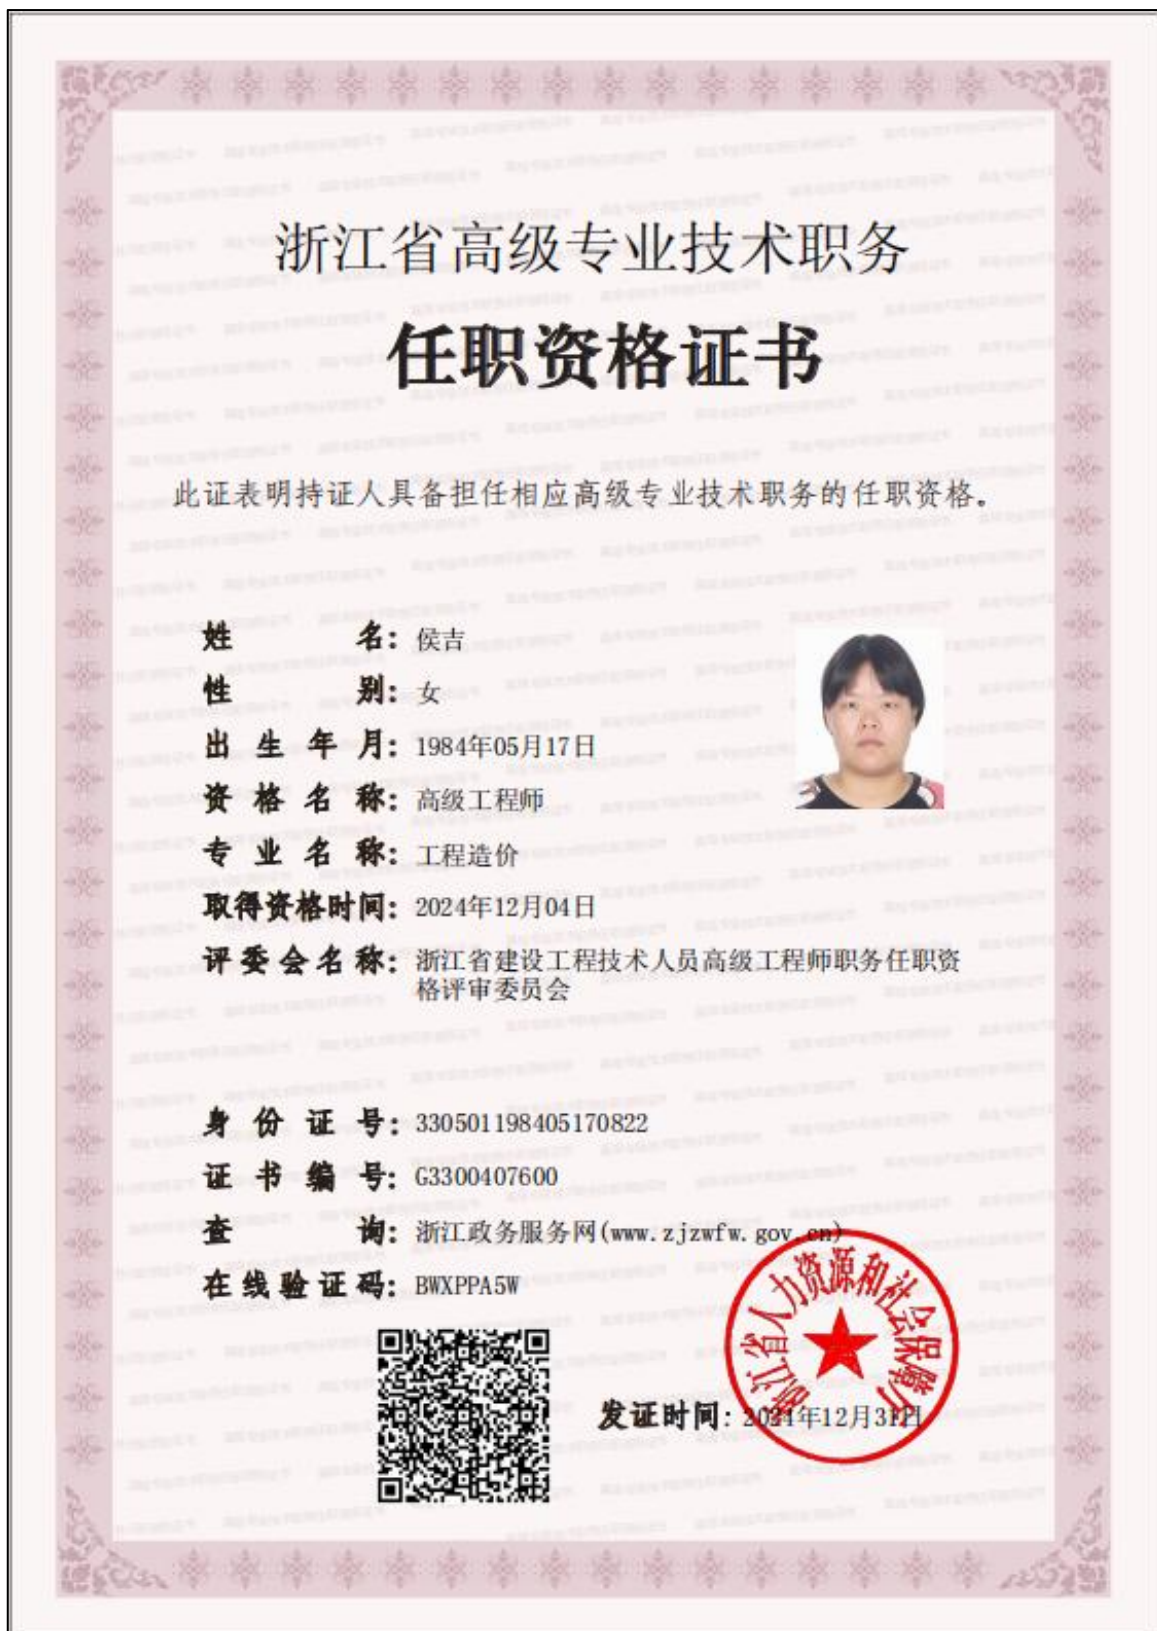 浙江省高级专业技术职务
任职资格证书
此证表明持证人具备担任相应高级专业技术职务的任职资格。
姓名：侯吉
性别：女
出生年月：1984年05月17日
资格名称：高级工程师
专业名称：工程造价
取得资格时间：2024年12月04日
评委会名称：浙江省建设工程技术人员高级工程师职务任职资
格评审委员会
身份证号：330501198405170822
证书编号：G3300407600
查询：浙江政务服务网(www.zjzwfw.gov.cn)
在线验证码：BWXPPA5W
浙江省人力资源和社会保障厅
发证时间：2024年12月31日